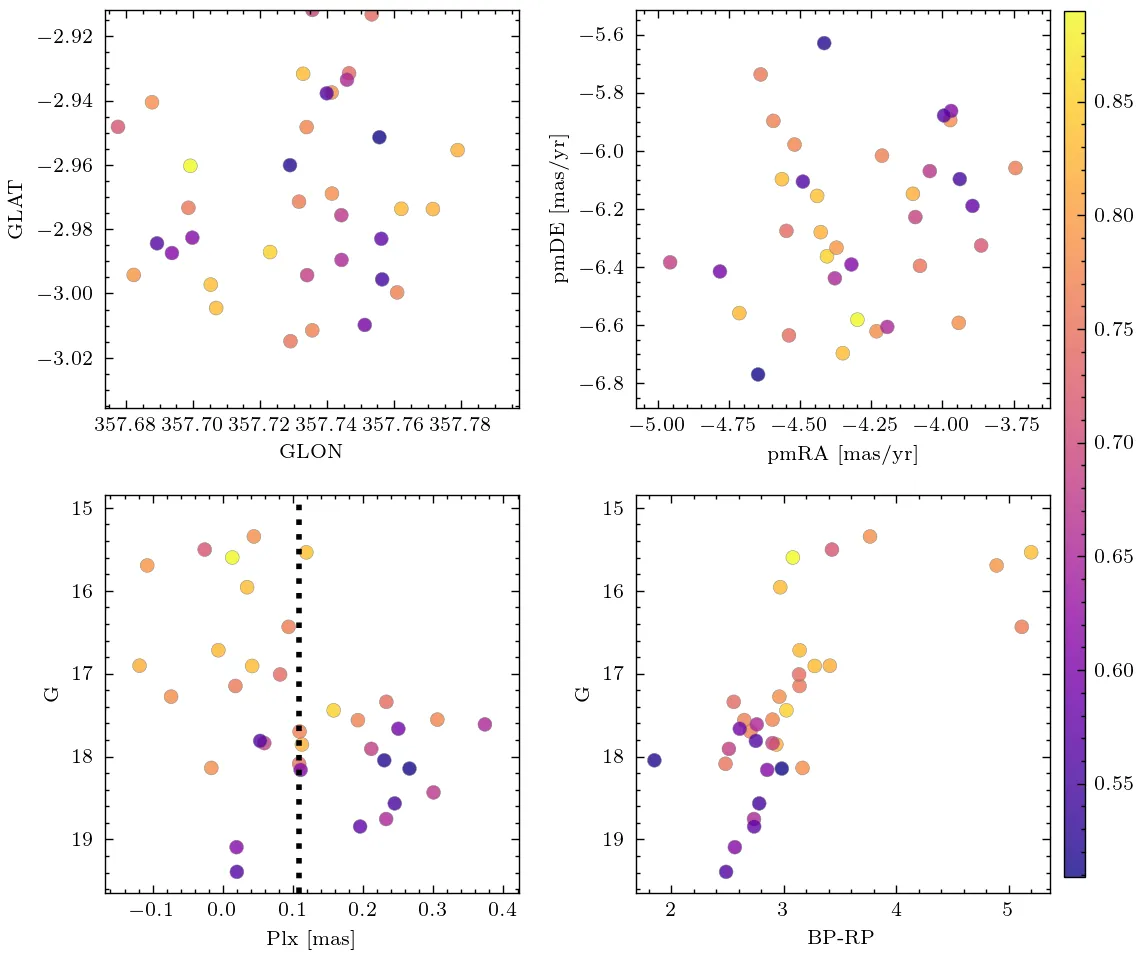 −2.92
−2.94
−2.96
−2.98
−3.00
−3.02
GLAT
357.68 357.70 357.72 357.74 357.76 357.78
GLON
−5.6
−5.8
−6.0
−6.2
−6.4
−6.6
−6.8
pmDE [mas/yr]
−5.00 −4.75 −4.50 −4.25 −4.00 −3.75
pmRA [mas/yr]
0.85
0.80
0.75
0.70
0.65
0.60
0.55
15
16
17
18
19
G
−0.1 0.0 0.1 0.2 0.3 0.4
Plx [mas]
15
16
17
18
19
G
2 3 4 5
BP-RP